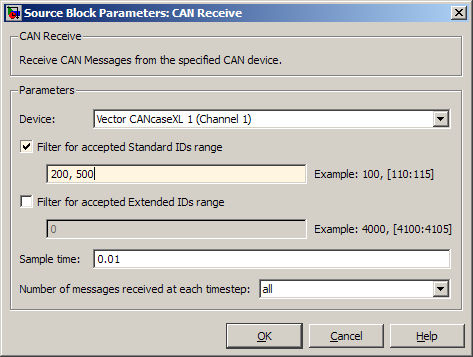 Source Block Parameters: CAN Receive
CAN Receive
Receive CAN Messages from the specified CAN device.
Parameters
Device: Vector CANcaseXL 1 (Channel 1)
Filter for accepted Standard IDs range
200, 500 Example: 100, [110:115]
Filter for accepted Extended IDs range
0 Example: 4000, [4100:4105]
Sample time: 0.01
Number of messages received at each timestep: all
OK Cancel Help